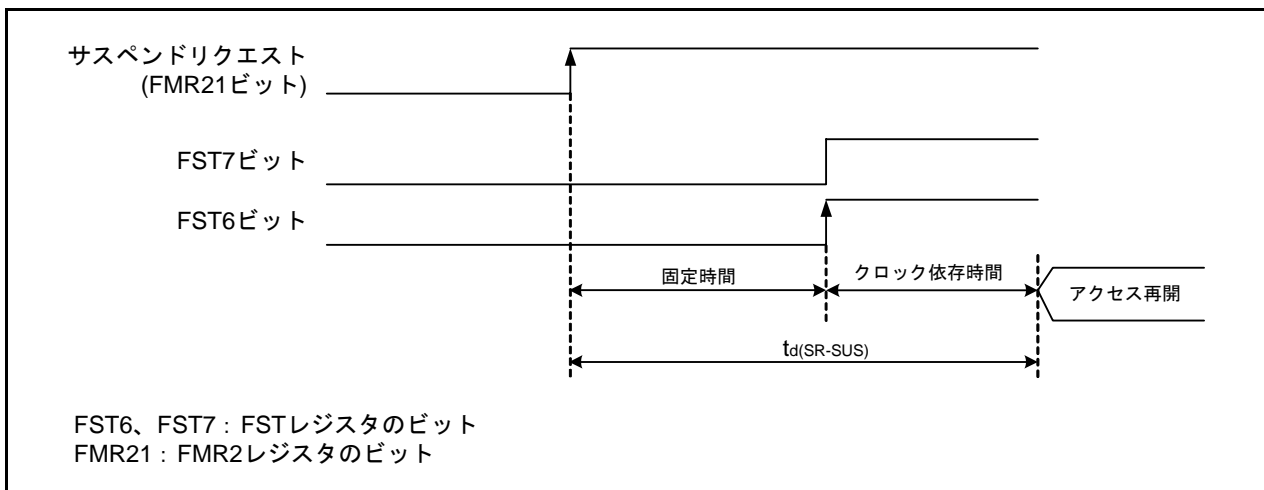 サスペンドリクエスト
(FMR21ビット)
FST7ビット
FST6ビット
固定時間
クロック依存時間
アクセス再開
td(SR-SUS)
FST6、FST7：FSTレジスタのビット
FMR21：FMR2レジスタのビット